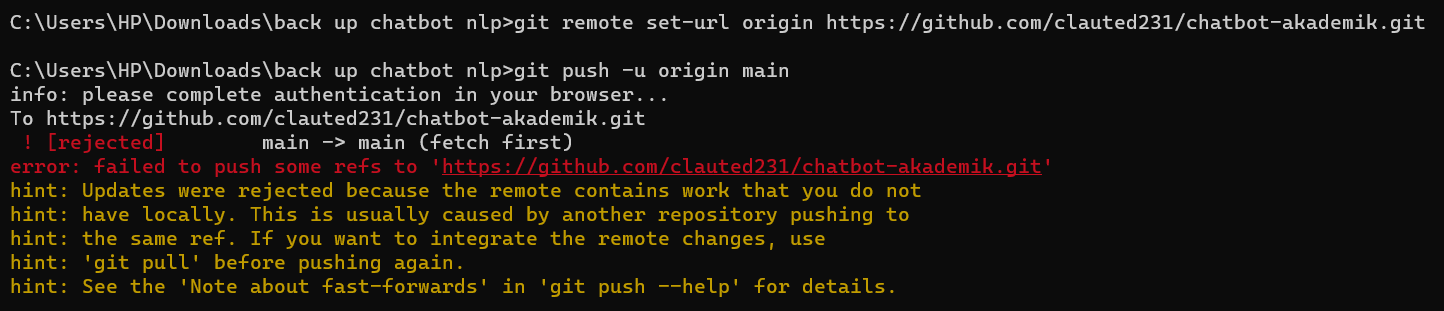 C:\Users\HP\Downloads\back up chatbot nlp>git remote set-url origin https://github.com/clauted231/chatbot-akademik.git
C:\Users\HP\Downloads\back up chatbot nlp>git push -u origin main
info: please complete authentication in your browser...
To https://github.com/clauted231/chatbot-akademik.git
 ! [rejected]        main -> main (fetch first)
error: failed to push some refs to 'https://github.com/clauted231/chatbot-akademik.git'
hint: Updates were rejected because the remote contains work that you do not
hint: have locally. This is usually caused by another repository pushing to
hint: the same ref. If you want to integrate the remote changes, use
hint: 'git pull' before pushing again.
hint: See the 'Note about fast-forwards' in 'git push --help' for details.